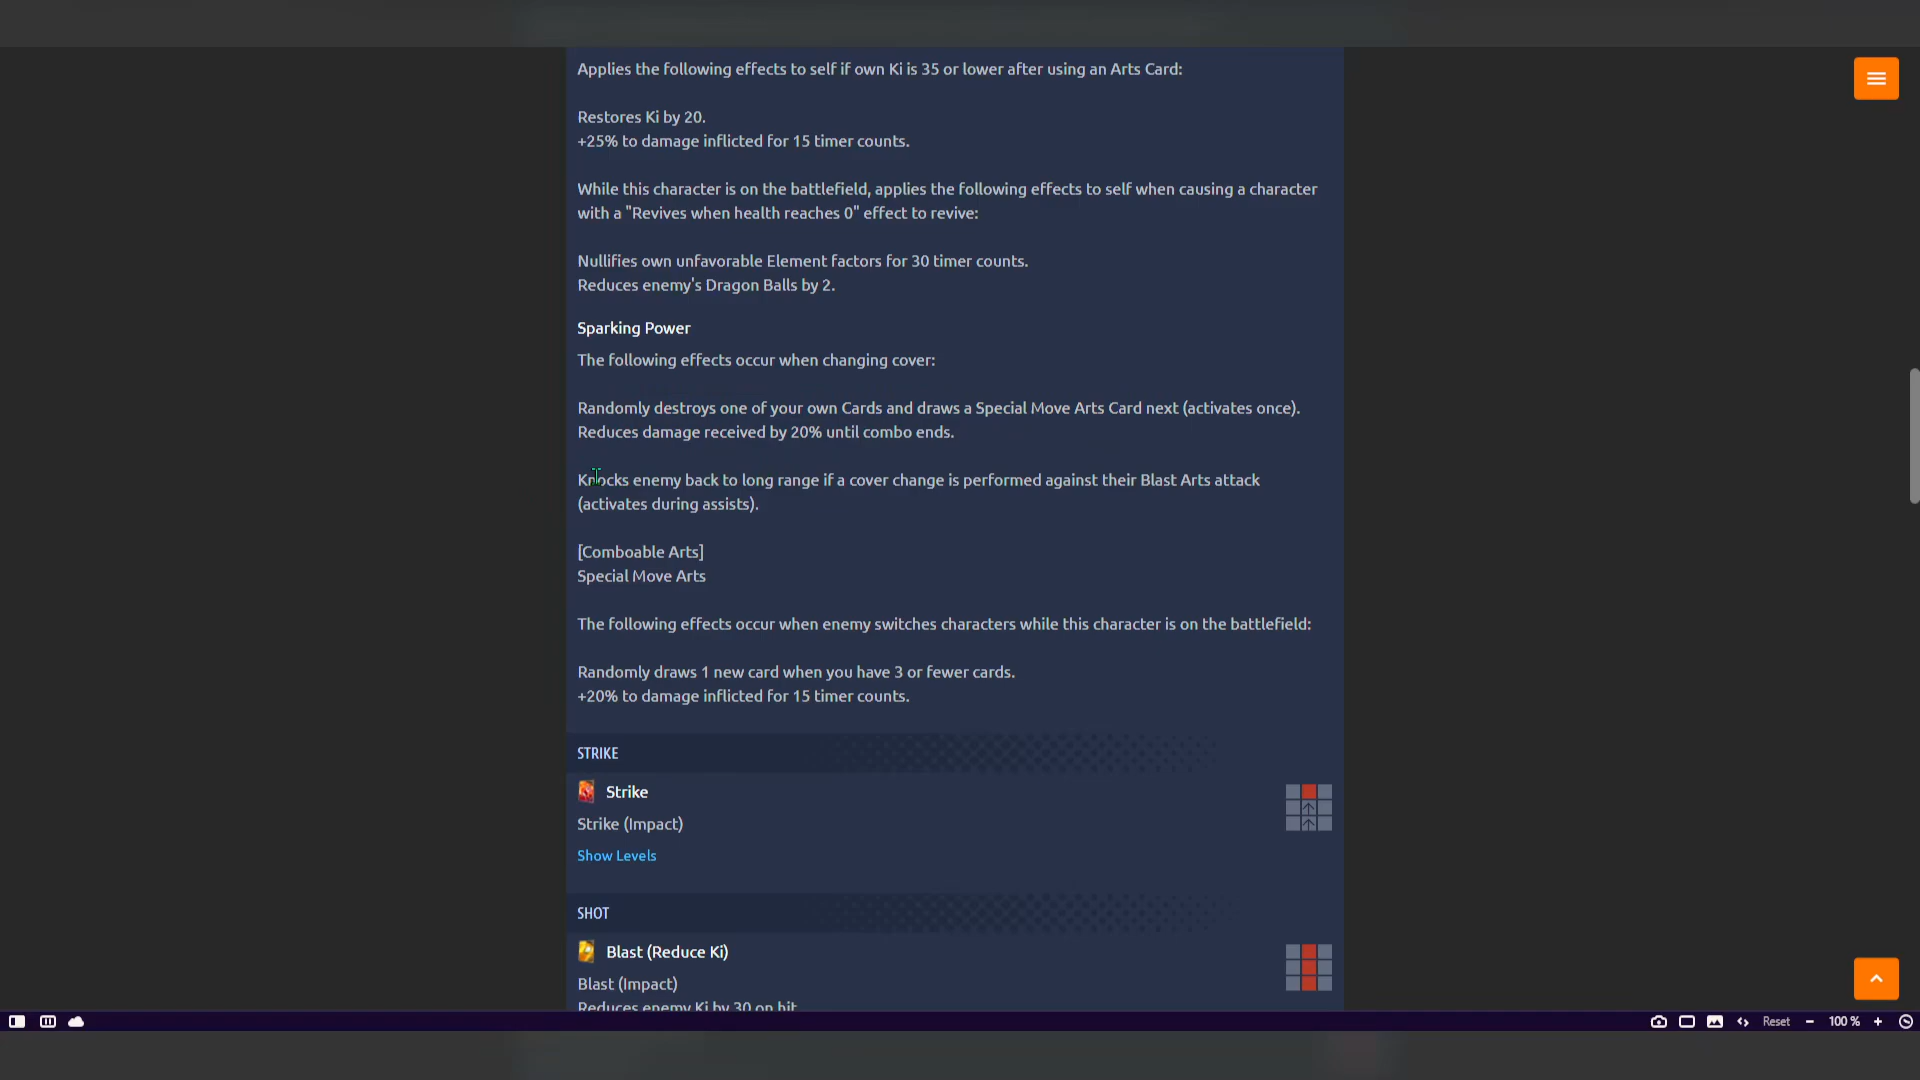 Applies the following effects to self if own Ki is 35 or lower after using an Arts Card:
Restores Ki by 20.
+25% to damage inflicted for 15 timer counts.
While this character is on the battlefield, applies the following effects to self when causing a character
with a "Revives when health reaches 0" effect to revive:
Nullifies own unfavorable Element factors for 30 timer counts.
Reduces enemy's Dragon Balls by 2.
Sparking Power
The following effects occur when changing cover:
Randomly destroys one of your own Cards and draws a Special Move Arts Card next (activates once).
Reduces damage received by 20% until combo ends.
Knocks enemy back to long range if a cover change is performed against their Blast Arts attack
(activates during assists).
[Comboable Arts]
Special Move Arts
The following effects occur when enemy switches characters while this character is on the battlefield:
Randomly draws 1 new card when you have 3 or fewer cards.
+20% to damage inflicted for 15 timer counts.
STRIKE
Strike
Strike (Impact)
Show Levels
SHOT
Blast (Reduce Ki)
Blast (Impact)
Reduces enemy Ki by 30 on hit
Reset
100 %